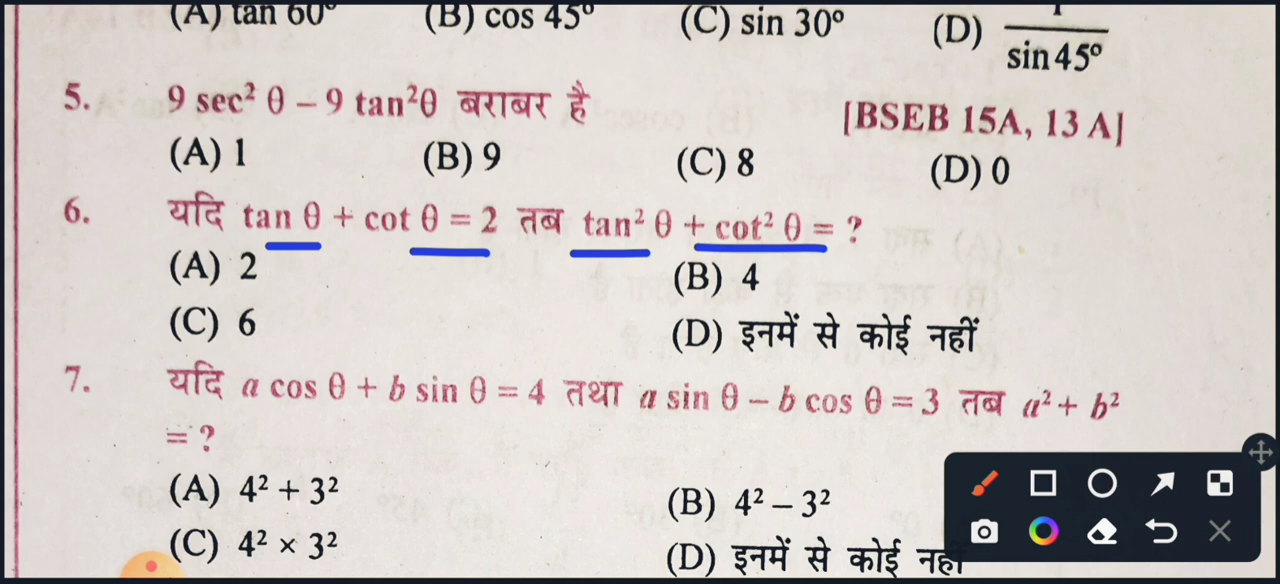 (A) tan 60° (B) cos 45° (C) sin 30° (D) 1/sin 45°
5. 9 sec² θ – 9 tan²θ बराबर है [BSEB 15A, 13 A]
(A) 1 (B) 9 (C) 8 (D) 0
6. यदि tan θ + cot θ = 2 तब tan² θ + cot² θ = ?
(A) 2 (B) 4
(C) 6 (D) इनमें से कोई नहीं
7. यदि a cos θ + b sin θ = 4 तथा a sin θ – b cos θ = 3 तब a² + b²
= ?
(A) 4² + 3² (B) 4² – 3²
(C) 4² × 3² (D) इनमें से कोई नहीं